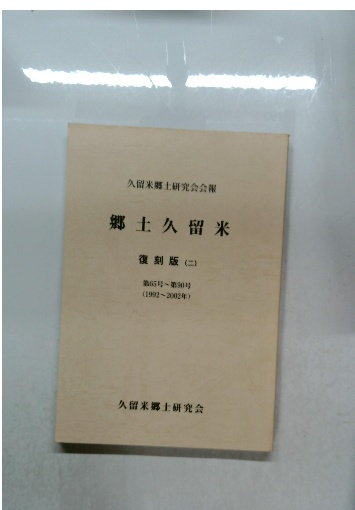 久留米郷土研究会会報
郷土久留米
復刻版(二)
第65号～第90号
(1992～2002年)
久留米郷土研究会